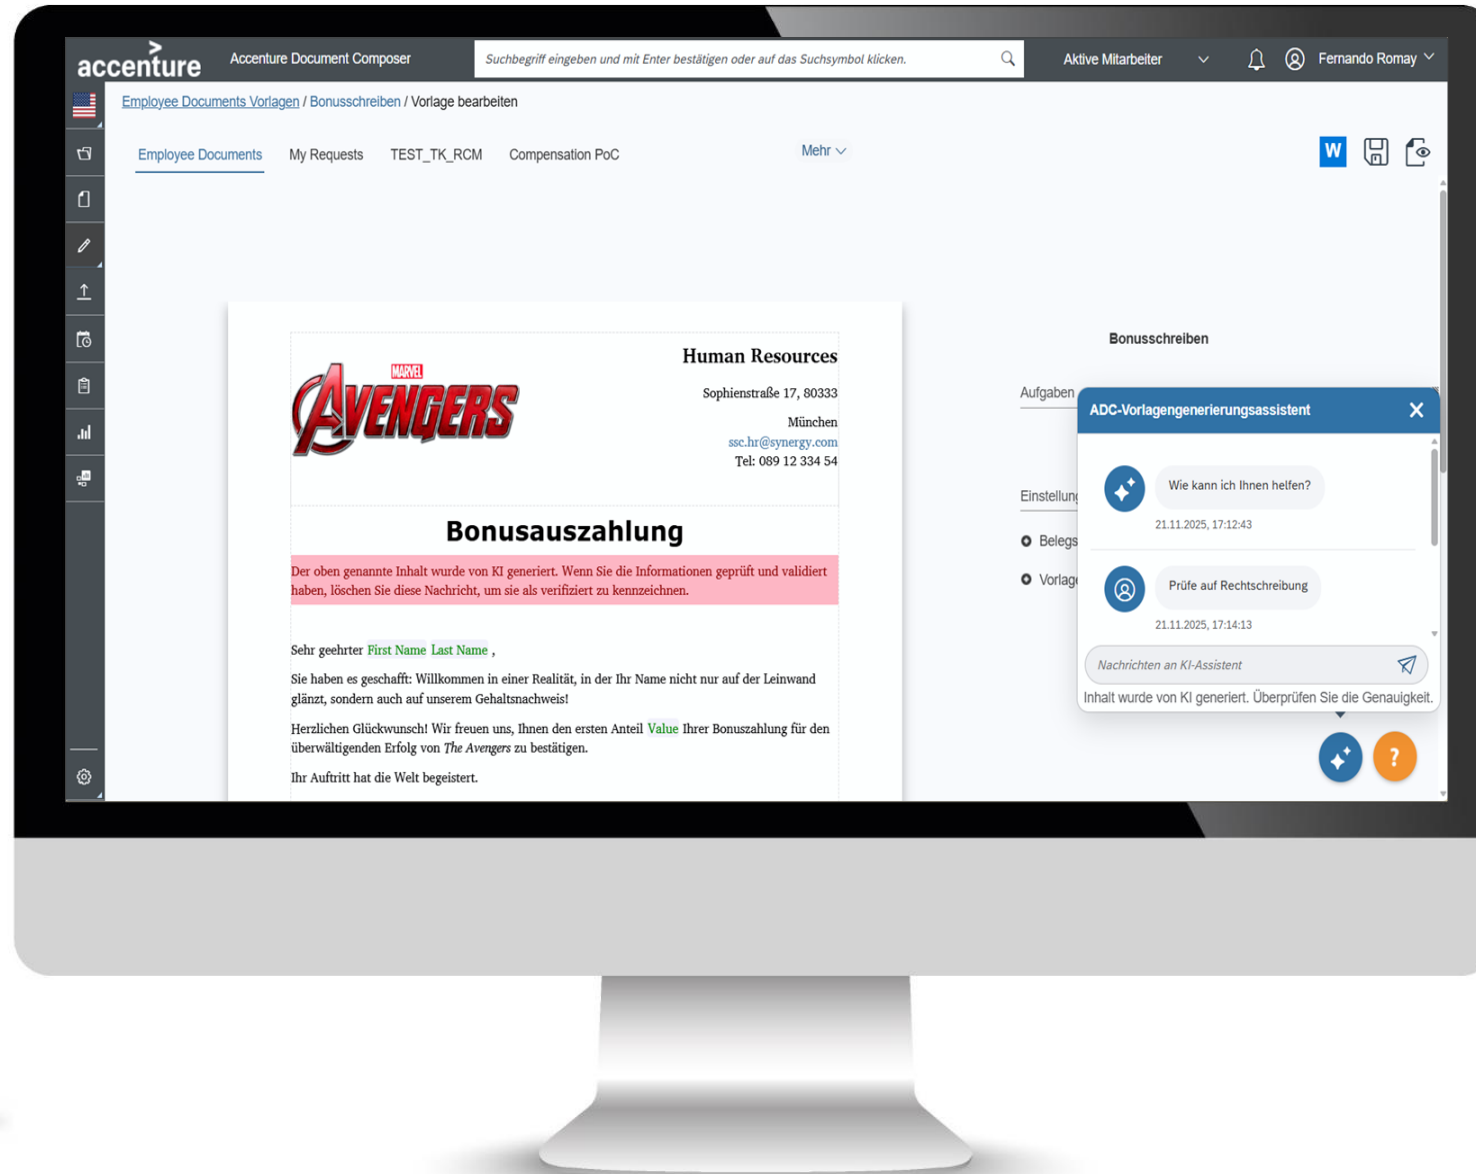 accenture
Accenture Document Composer
Suchbegriff eingeben und mit Enter bestätigen oder auf das Suchsymbol klicken.
Aktive Mitarbeiter
Fernando Romay
Employee Documents Vorlagen / Bonusschreiben / Vorlage bearbeiten
Employee Documents
My Requests
TEST_TK_RCM
Compensation PoC
Mehr
W
Human Resources
MARVEL
AVENGERS
Sophienstraße 17, 80333
München
ssc.hr@synergy.com
Tel: 089 12 334 54
Bonusauszahlung
Der oben genannte Inhalt wurde von KI generiert. Wenn Sie die Informationen geprüft und validiert
haben, löschen Sie diese Nachricht, um sie als verifiziert zu kennzeichnen.
Sehr geehrter First Name Last Name ,
Sie haben es geschafft: Willkommen in einer Realität, in der Ihr Name nicht nur auf der Leinwand
glänzt, sondern auch auf unserem Gehaltsnachweis!
Herzlichen Glückwunsch! Wir freuen uns, Ihnen den ersten Anteil Value Ihrer Bonuszahlung für den
überwältigenden Erfolg von The Avengers zu bestätigen.
Ihr Auftritt hat die Welt begeistert.
Bonusschreiben
Aufgaben
Einstellung
Belegs
Vorlage
ADC-Vorlagengenerierungsassistent
Wie kann ich Ihnen helfen?
21.11.2025, 17:12:43
Prüfe auf Rechtschreibung
21.11.2025, 17:14:13
Nachrichten an KI-Assistent
Inhalt wurde von KI generiert. Überprüfen Sie die Genauigkeit.
?